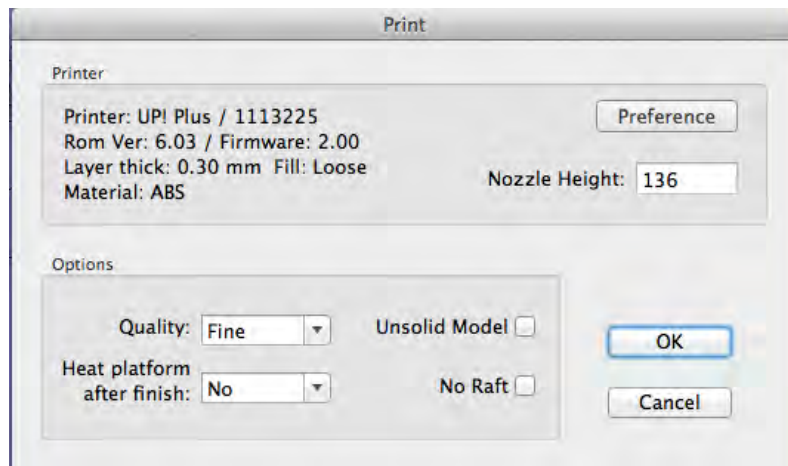 Print
Printer
Printer: UP! Plus / 1113225
Rom Ver: 6.03 / Firmware: 2.00
Layer thick: 0.30 mm Fill: Loose
Material: ABS
Preference
Nozzle Height: 136
Options
Quality: Fine
Unsolid Model
Heat platform
after finish: No
No Raft
OK
Cancel